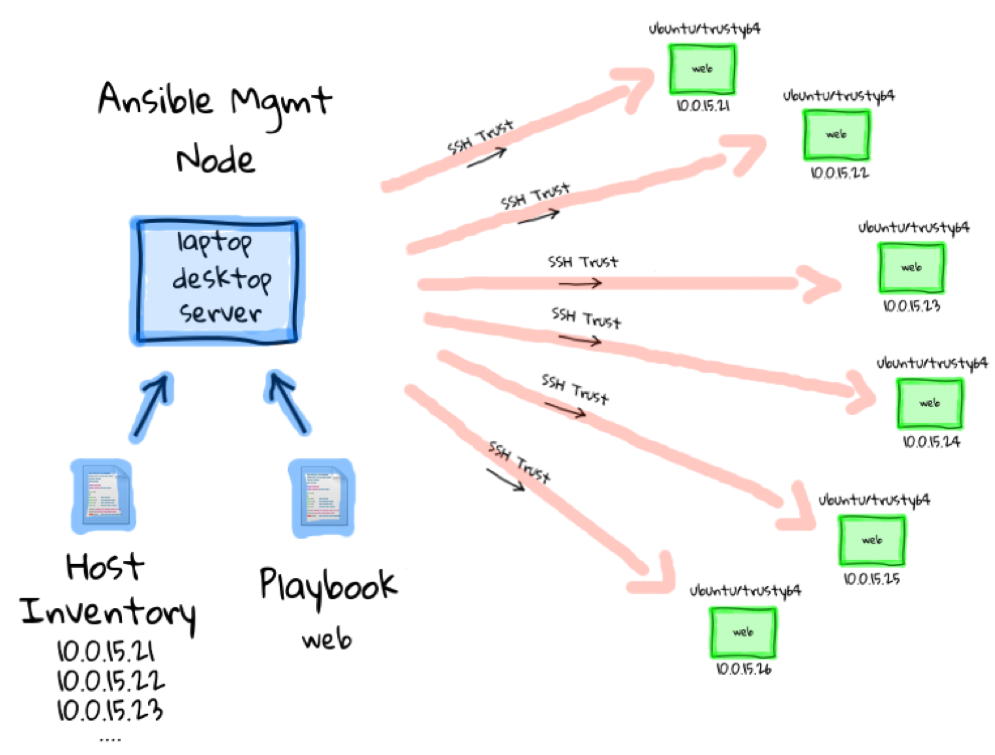 Ansible Mgmt
Node
laptop
desktop
server
Host
Inventory
10.0.15.21
10.0.15.22
10.0.15.23
....
Playbook
web
SSH Trust
SSH Trust
SSH Trust
SSH Trust
SSH Trust
SSH Trust
ubuntu/trusty64
web
10.0.15.21
ubuntu/trusty64
web
10.0.15.22
ubuntu/trusty64
web
10.0.15.23
ubuntu/trusty64
web
10.0.15.24
ubuntu/trusty64
web
10.0.15.25
ubuntu/trusty64
web
10.0.15.26